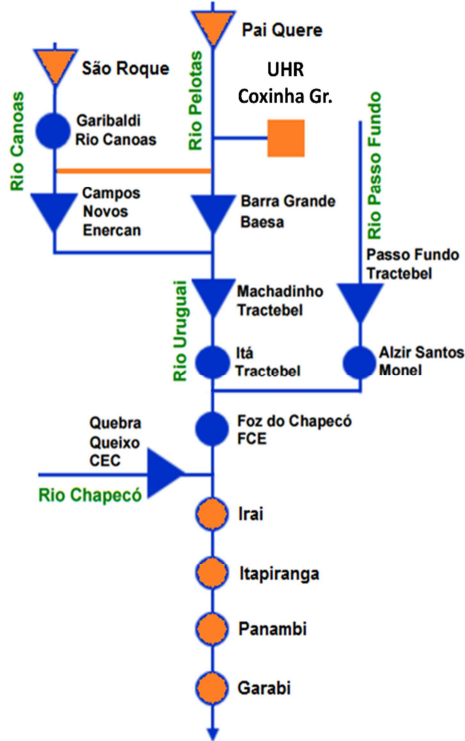 Pai Quere
São Roque
UHR
Coxinha Gr.
Rio Pelotas
Rio Canoas
Garibaldi
Rio Canoas
Rio Passo Fundo
Campos
Novos
Enercan
Barra Grande
Baesa
Passo Fundo
Tractebel
Rio Uruguai
Machadinho
Tractebel
Itá
Tractebel
Alzir Santos
Monel
Quebra
Queixo
CEC
Foz do Chapecó
FCE
Rio Chapecó
Irai
Itapiranga
Panambi
Garabi